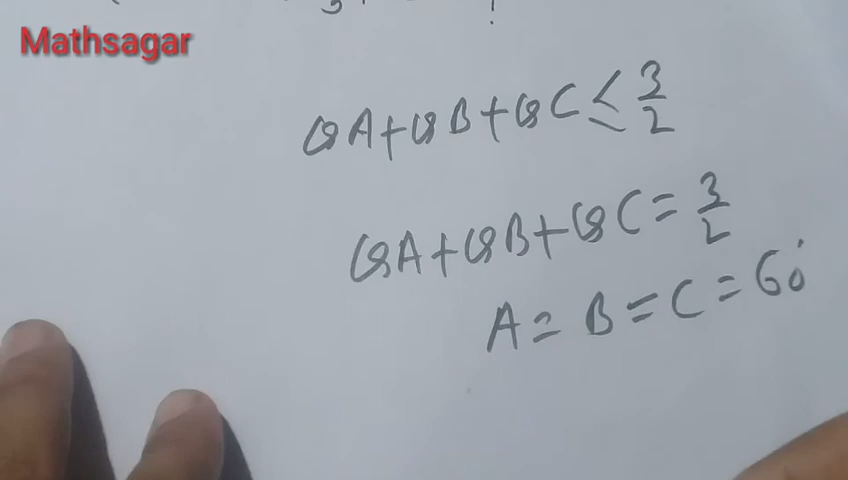 Mathsagar
cosA+cosB+cosC≤3/2
cosA+cosB+cosC=3/2
A=B=C=60°